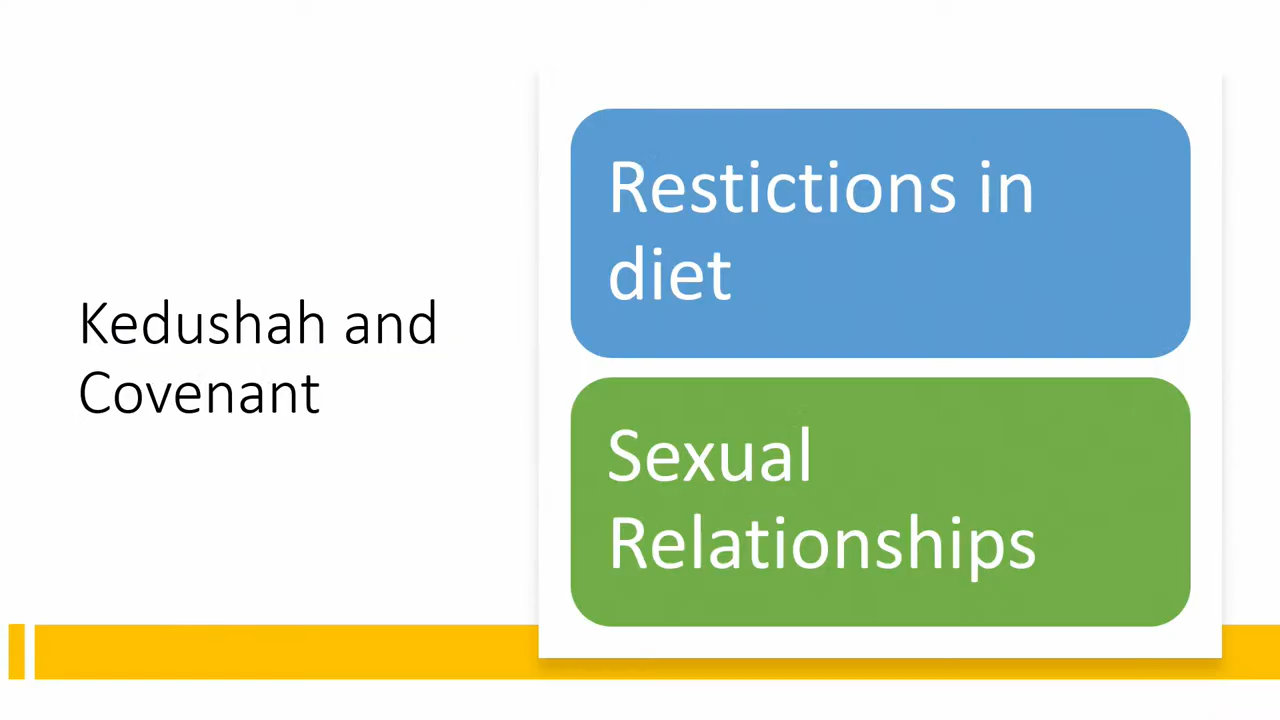 Kedushah and
Covenant
Restictions in
diet
Sexual
Relationships